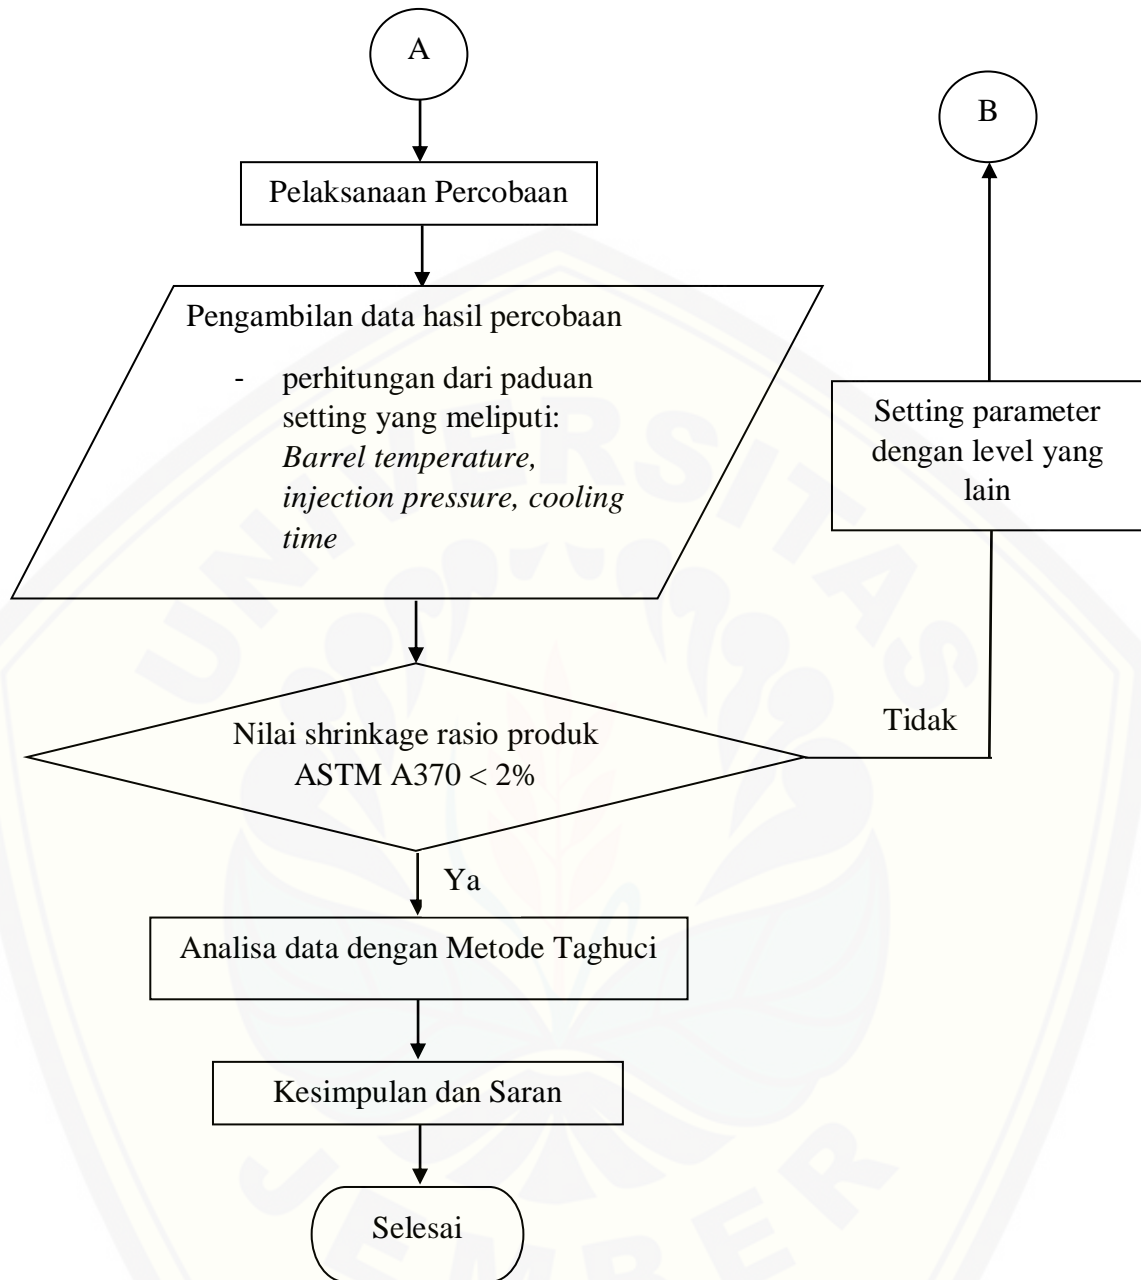 A
B
Pelaksanaan Percobaan
Pengambilan data hasil percobaan
- perhitungan dari paduan
setting yang meliputi:
Barrel temperature,
injection pressure, cooling
time
Setting parameter
dengan level yang
lain
Nilai shrinkage rasio produk
ASTM A370 < 2%
Tidak
Ya
Analisa data dengan Metode Taghuci
Kesimpulan dan Saran
Selesai
UNIVERSITAS
JEMBER